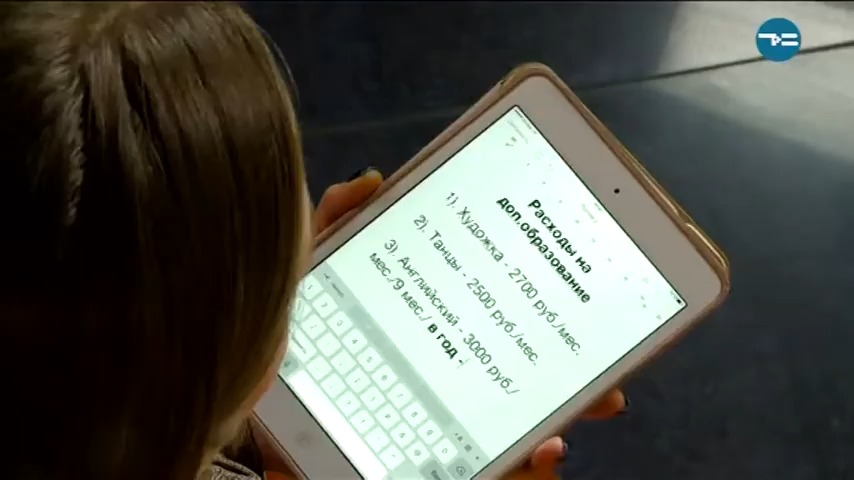 Расходы на
доп.образование
1). Художка - 2700 руб./мес.
2). Танцы - 2500 руб./мес.
3). Английский - 3000 руб./
мес./9 мес./ в год -